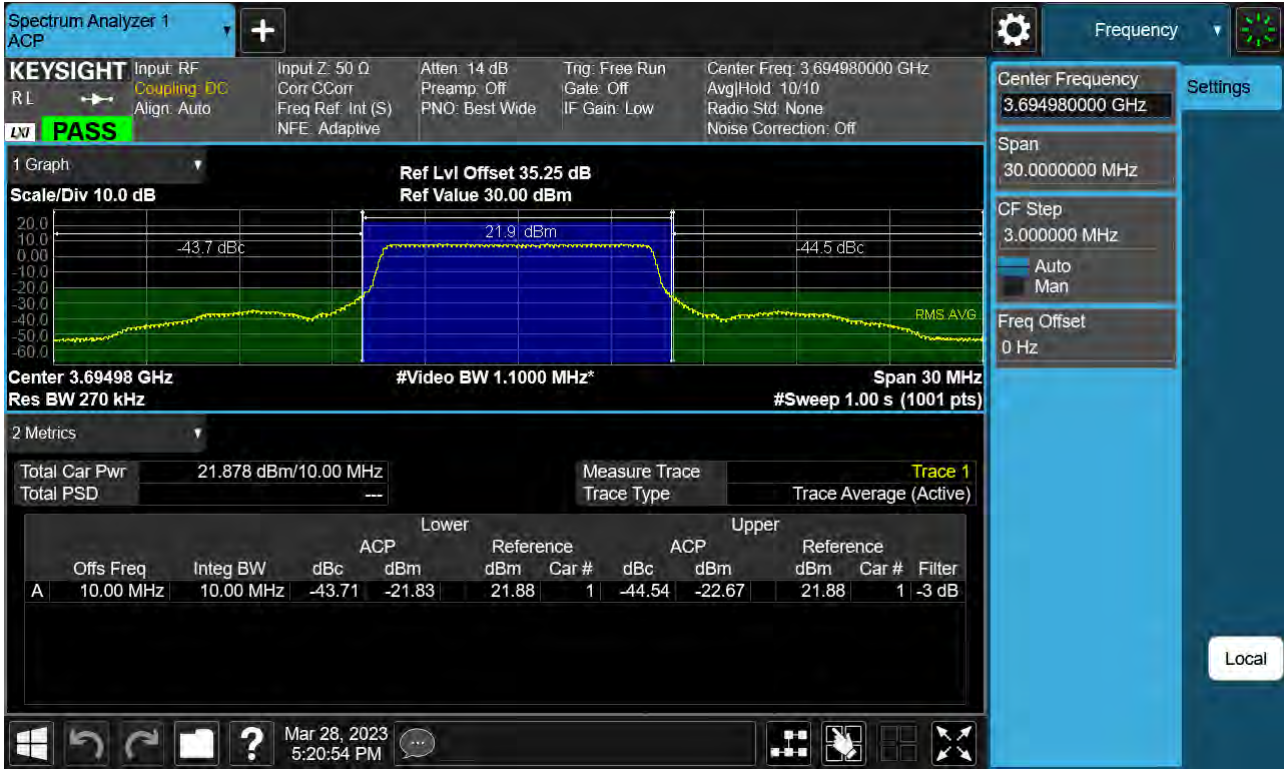 Spectrum Analyzer 1
ACP
Frequency
KEYSIGHT
RL
LXI
PASS
Input: RF
Coupling: DC
Align: Auto
Input Z: 50 Ω
Corr CCorr
Freq Ref: Int (S)
NFE: Adaptive
Atten: 14 dB
Preamp: Off
PNO: Best Wide
Trig: Free Run
Gate: Off
IF Gain: Low
Center Freq: 3.694980000 GHz
Avg|Hold: 10/10
Radio Std: None
Noise Correction: Off
Center Frequency
3.694980000 GHz
Settings
Span
30.0000000 MHz
CF Step
3.000000 MHz
Auto
Man
Freq Offset
0 Hz
Local
1 Graph
Scale/Div 10.0 dB
Ref Lvl Offset 35.25 dB
Ref Value 30.00 dBm
20.0
10.0
0.00
-10.0
-20.0
-30.0
-40.0
-50.0
-60.0
-43.7 dBc
21.9 dBm
-44.5 dBc
RMS AVG
Center 3.69498 GHz
#Video BW 1.1000 MHz*
Span 30 MHz
Res BW 270 kHz
#Sweep 1.00 s (1001 pts)
2 Metrics
Total Car Pwr 21.878 dBm/10.00 MHz
Total PSD ---
Measure Trace Trace 1
Trace Type Trace Average (Active)
Lower Upper
ACP Reference ACP Reference
Offs Freq Integ BW dBc dBm dBm Car # dBc dBm dBm Car # Filter
A 10.00 MHz 10.00 MHz -43.71 -21.83 21.88 1 -44.54 -22.67 21.88 1 -3 dB
?
Mar 28, 2023
5:20:54 PM